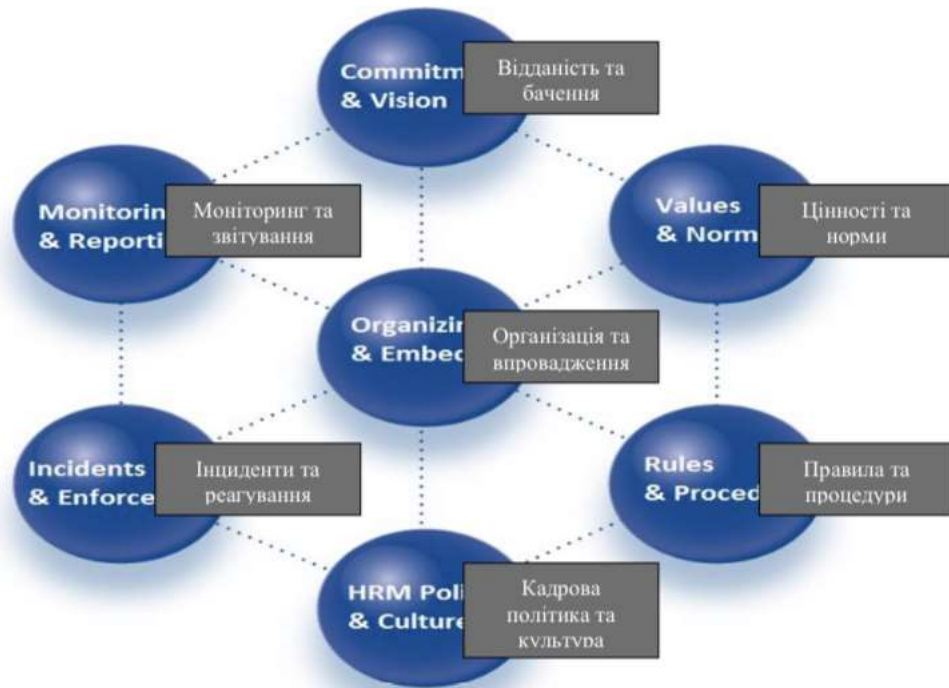 Commitm
& Vision
Відданість та
бачення
Monitorin
& Reporti
Моніторинг та
звітування
Values
& Norm
Цінності та
норми
Organizin
& Embed
Організація та
впровадження
Incidents
& Enforce
Інциденти та
реагування
Rules
& Proced
Правила та
процедури
HRM Poli
& Culture
Кадрова
політика та
культура